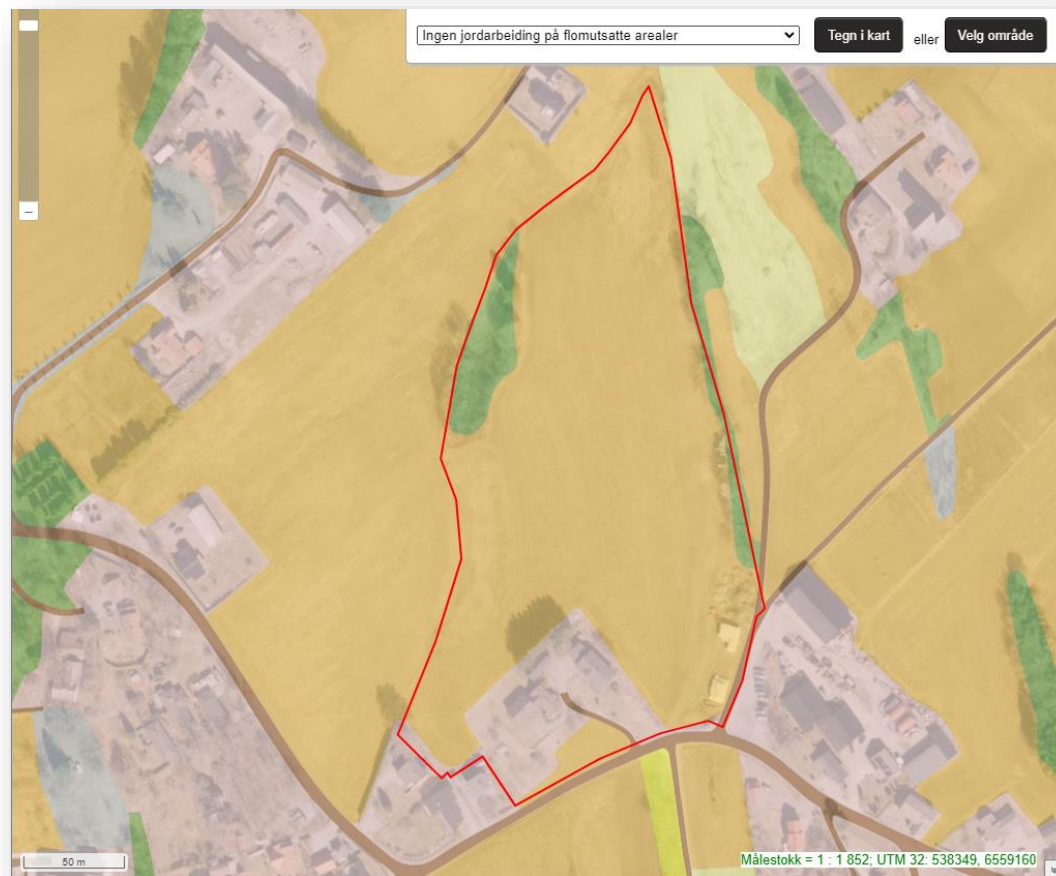 Ingen jordarbeiding på flomutsatte arealer
Tegn i kart
eller
Velg område
−
50 m
Målestokk = 1 : 1 852; UTM 32: 538349, 6559160